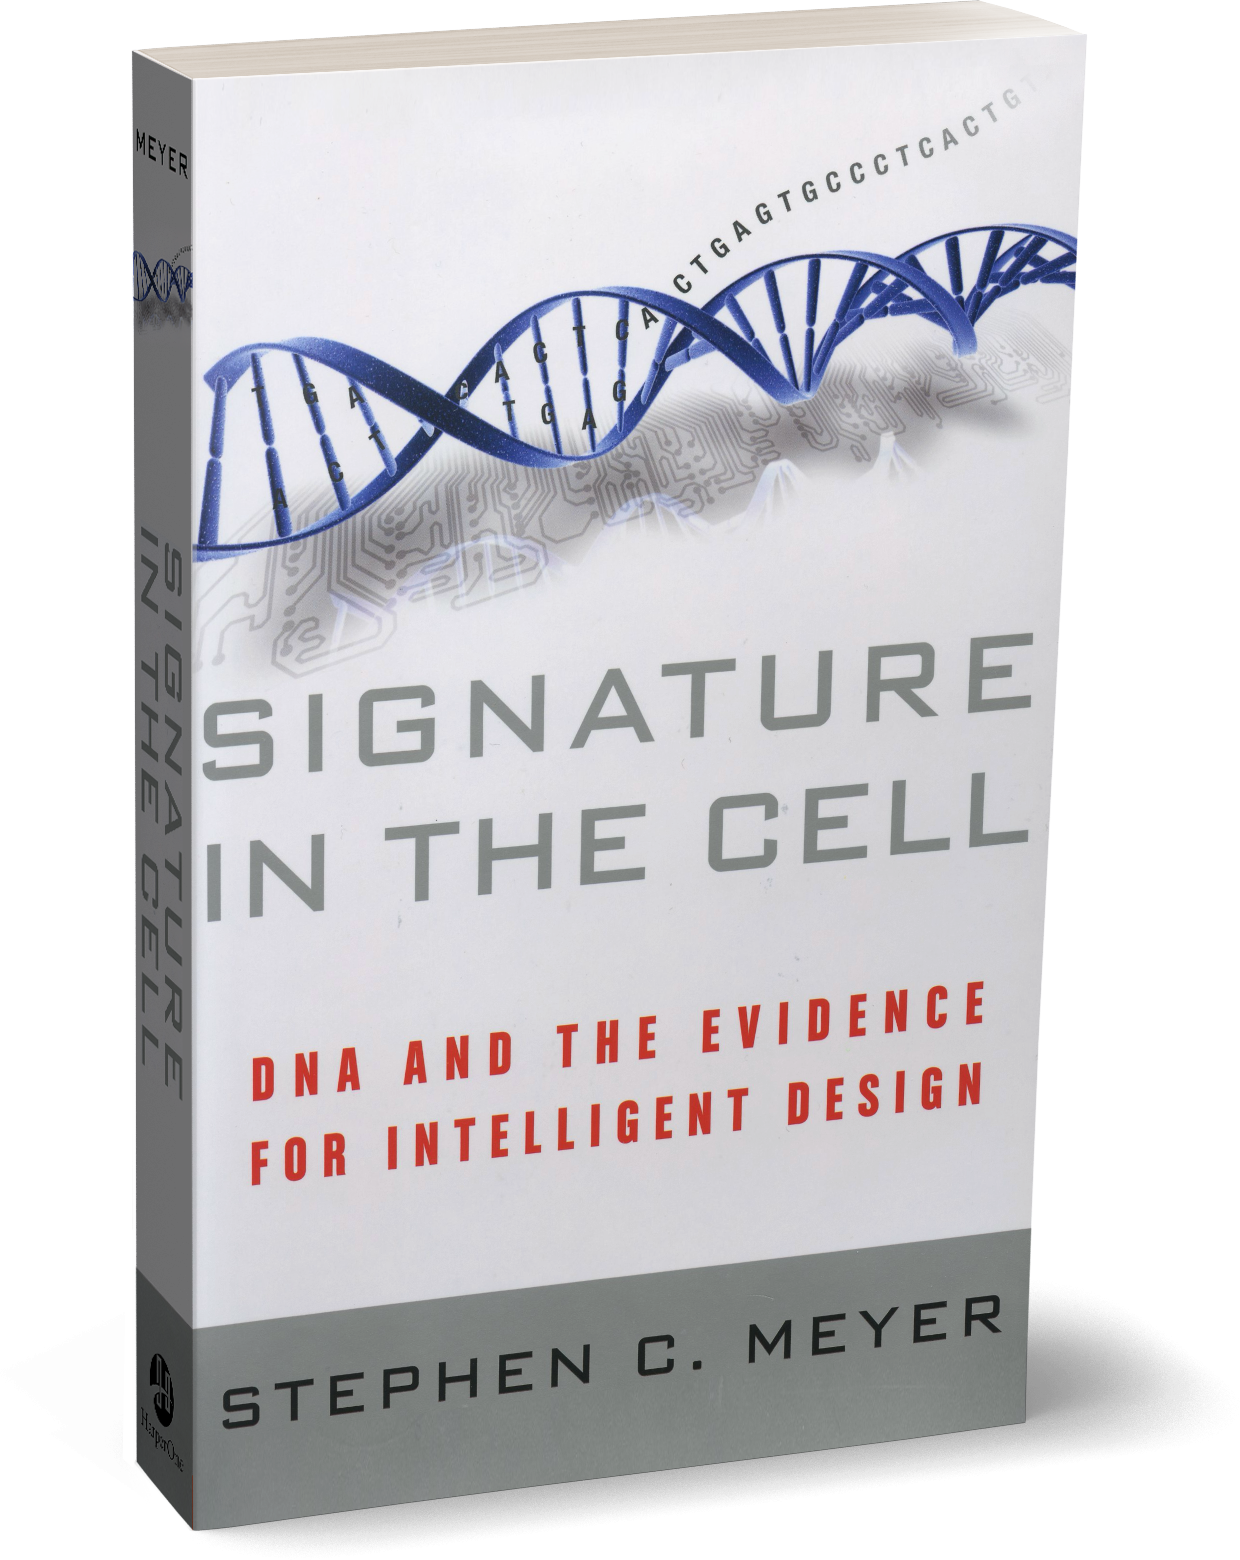 MEYER
SIGNATURE
IN THE CELL
HarperOne
T G A C A C T C A CTGAGTGCCCTCACTG
A C T T G A G
SIGNATURE
IN THE CELL
DNA AND THE EVIDENCE
FOR INTELLIGENT DESIGN
STEPHEN C. MEYER